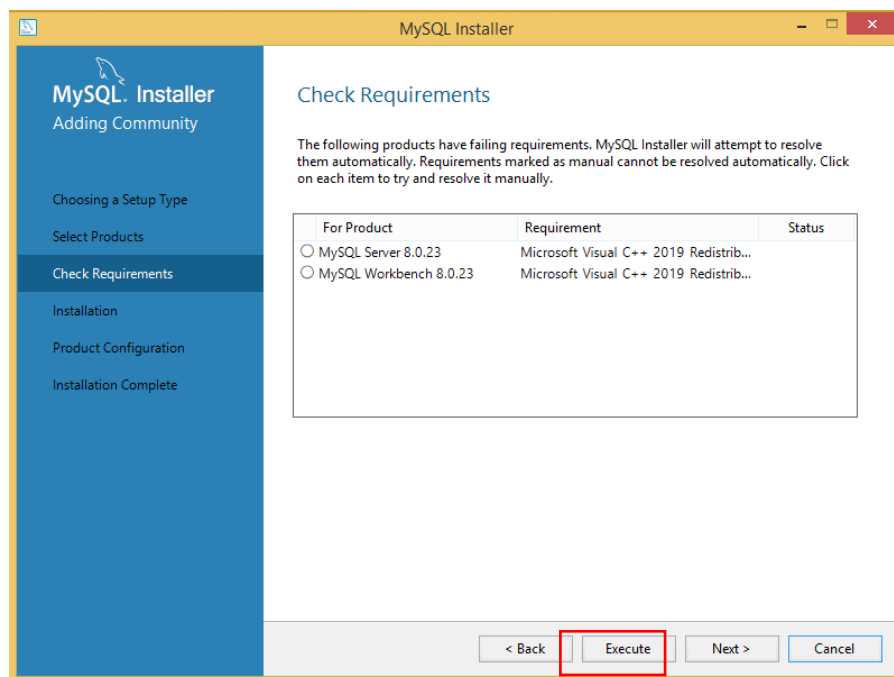 MySQL Installer
MySQL. Installer
Adding Community
Choosing a Setup Type
Select Products
Check Requirements
Installation
Product Configuration
Installation Complete
Check Requirements
The following products have failing requirements. MySQL Installer will attempt to resolve
them automatically. Requirements marked as manual cannot be resolved automatically. Click
on each item to try and resolve it manually.
For Product Requirement Status
MySQL Server 8.0.23 Microsoft Visual C++ 2019 Redistrib...
MySQL Workbench 8.0.23 Microsoft Visual C++ 2019 Redistrib...
< Back Execute Next > Cancel